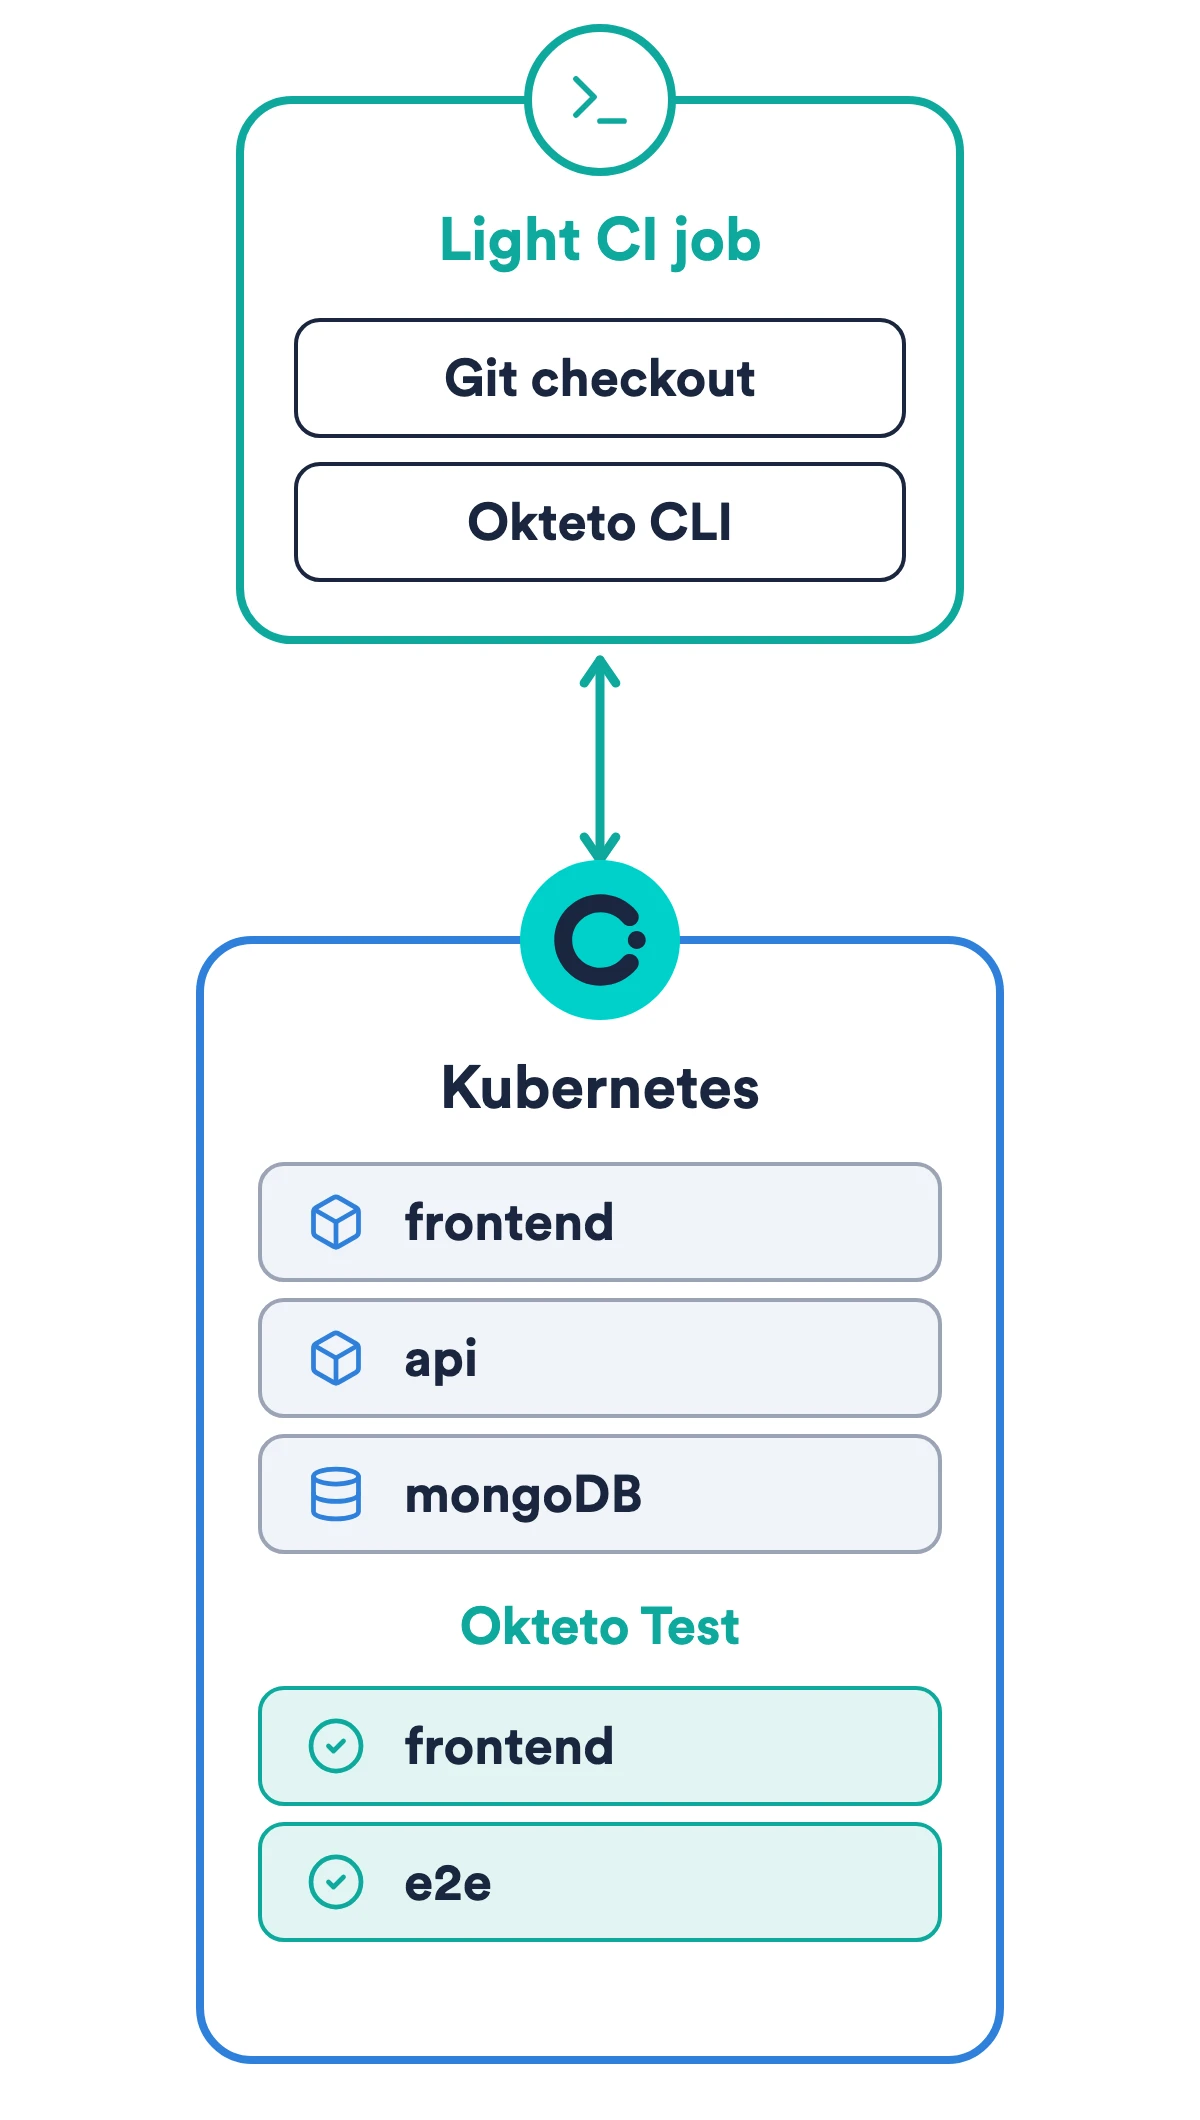 Light CI job
Git checkout
Okteto CLI
Kubernetes
frontend
api
mongoDB
Okteto Test
frontend
e2e